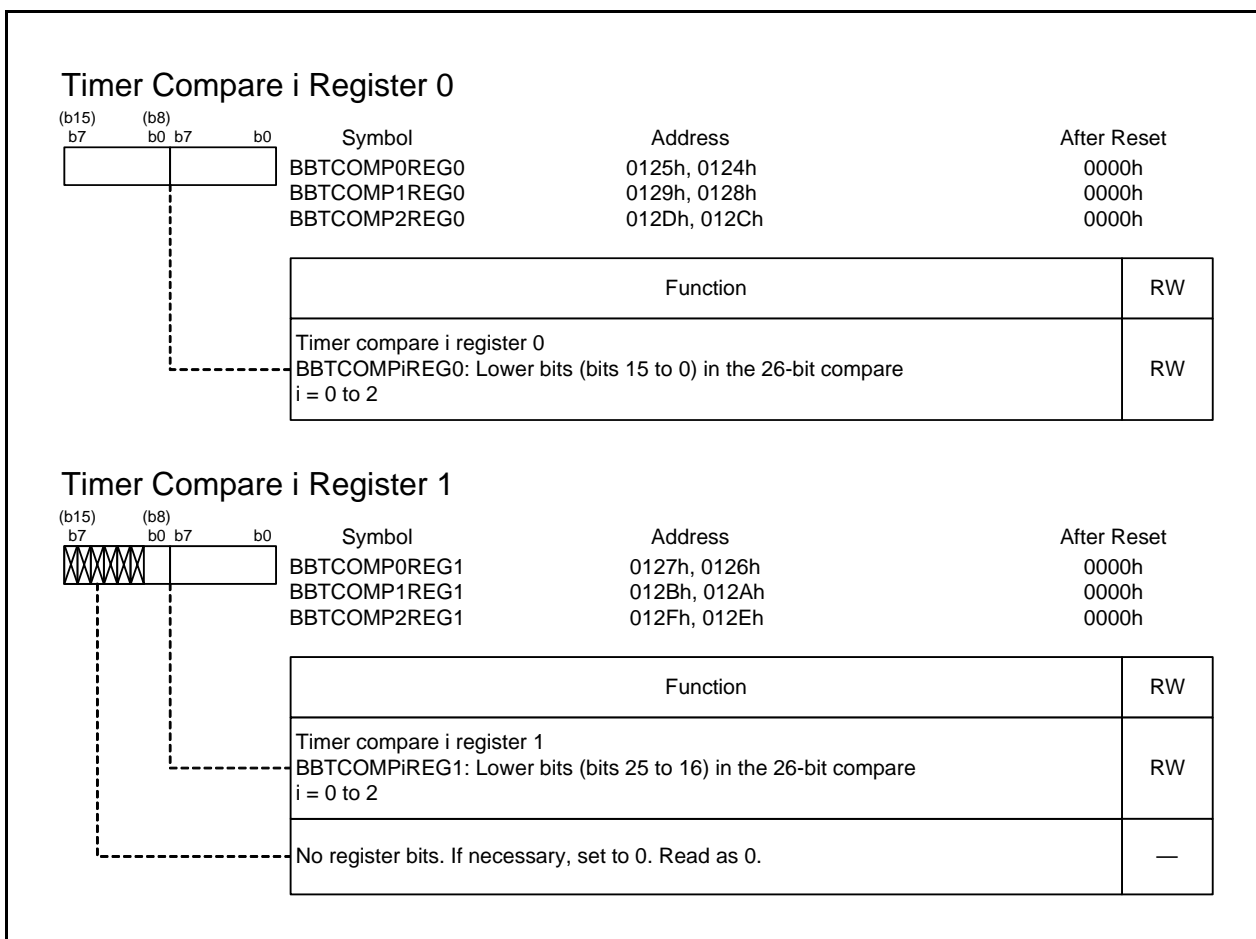 Timer Compare i Register 0
(b15) (b8)
b7 b0 b7 b0 Symbol Address After Reset
BBTCOMP0REG0 0125h, 0124h 0000h
BBTCOMP1REG0 0129h, 0128h 0000h
BBTCOMP2REG0 012Dh, 012Ch 0000h
Function RW
Timer compare i register 0
BBTCOMPiREG0: Lower bits (bits 15 to 0) in the 26-bit compare RW
i = 0 to 2
Timer Compare i Register 1
(b15) (b8)
b7 b0 b7 b0 Symbol Address After Reset
BBTCOMP0REG1 0127h, 0126h 0000h
BBTCOMP1REG1 012Bh, 012Ah 0000h
BBTCOMP2REG1 012Fh, 012Eh 0000h
Function RW
Timer compare i register 1
BBTCOMPiREG1: Lower bits (bits 25 to 16) in the 26-bit compare RW
i = 0 to 2
No register bits. If necessary, set to 0. Read as 0. —